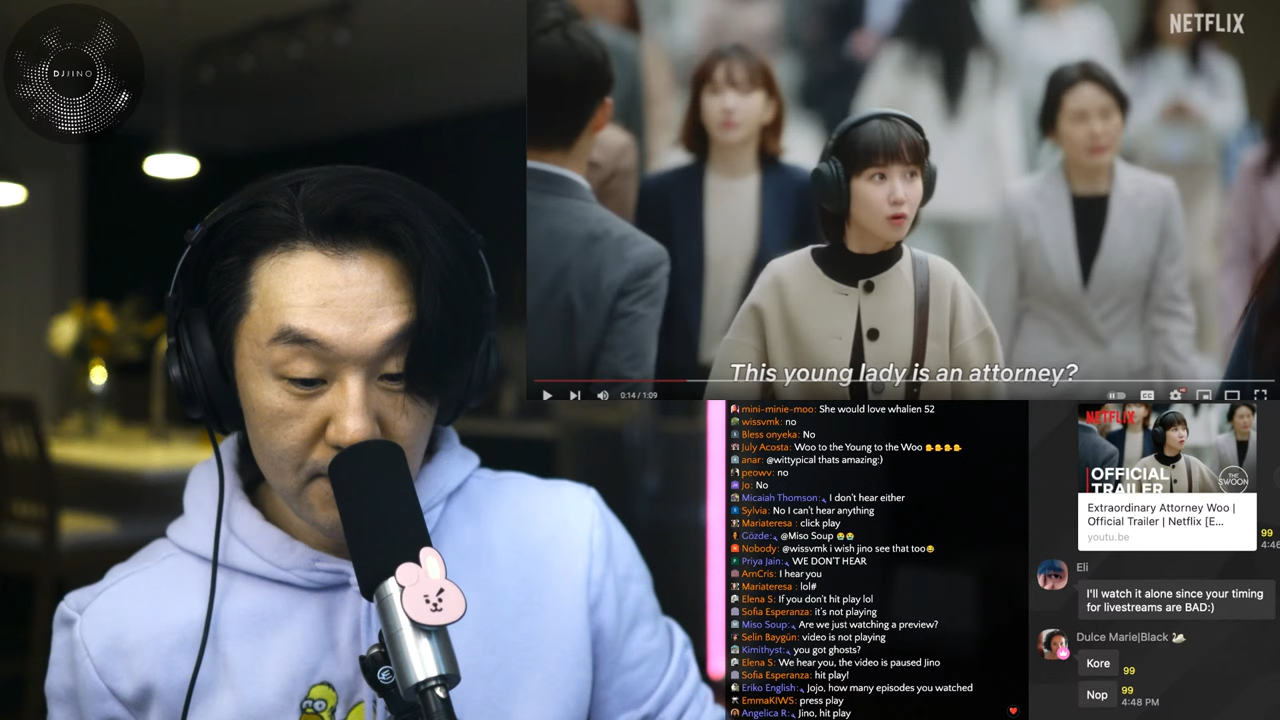 DJJINO
NETFLIX
This young lady is an attorney?
0:14 / 1:09
mini-minie-moo: She would love whalien 52
wissvmk: no
Bless onyeka: No
July Acosta: Woo to the Young to the Woo
anar: @wittypical thats amazing:)
peowv: no
Jo: No
Micaiah Thomson: I don't hear either
Sylvia: No I can't hear anything
Mariateresa : click play
Gözde: @Miso Soup
Nobody: @wissvmk i wish jino see that too
Priya Jain: WE DON'T HEAR
ArnCris: I hear you
Mariateresa : lol#
Elena S: If you don't hit play lol
Sofia Esperanza: it's not playing
Miso Soup: Are we just watching a preview?
Selin Baygün: video is not playing
Kimithyst: you got ghosts?
Elena S: We hear you, the video is paused Jino
Sofia Esperanza: hit play!
Eriko English: Jojo, how many episodes you watched
EmmaKIWS: press play
Angelica R: Jino, hit play
NETFLIX
OFFICIAL
TRAILER
THE
SWOON
Extraordinary Attorney Woo |
Official Trailer | Netflix [E...
youtu.be
99
4:46
Eli
I'll watch it alone since your timing
for livestreams are BAD:)
Dulce Marie|Black
Kore
99
Nop
99
4:48 PM